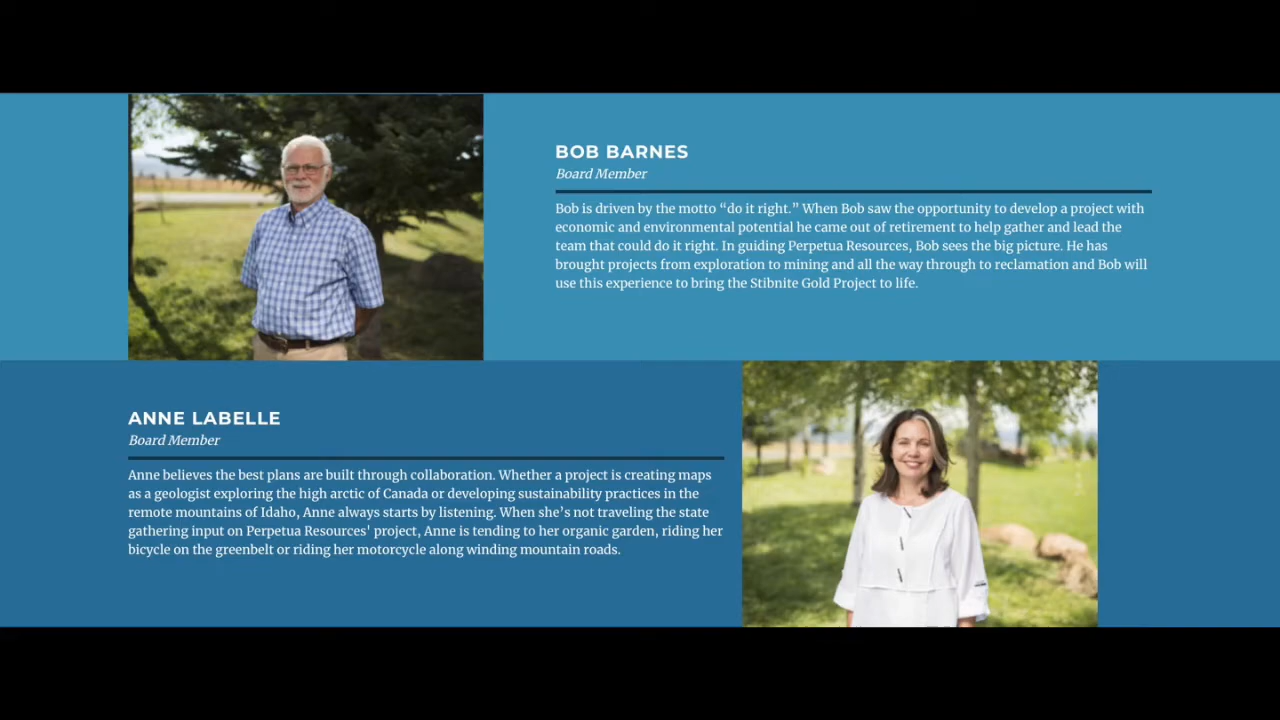 BOB BARNES
Board Member
Bob is driven by the motto “do it right.” When Bob saw the opportunity to develop a project with
economic and environmental potential he came out of retirement to help gather and lead the
team that could do it right. In guiding Perpetua Resources, Bob sees the big picture. He has
brought projects from exploration to mining and all the way through to reclamation and Bob will
use this experience to bring the Stibnite Gold Project to life.
ANNE LABELLE
Board Member
Anne believes the best plans are built through collaboration. Whether a project is creating maps
as a geologist exploring the high arctic of Canada or developing sustainability practices in the
remote mountains of Idaho, Anne always starts by listening. When she’s not traveling the state
gathering input on Perpetua Resources' project, Anne is tending to her organic garden, riding her
bicycle on the greenbelt or riding her motorcycle along winding mountain roads.